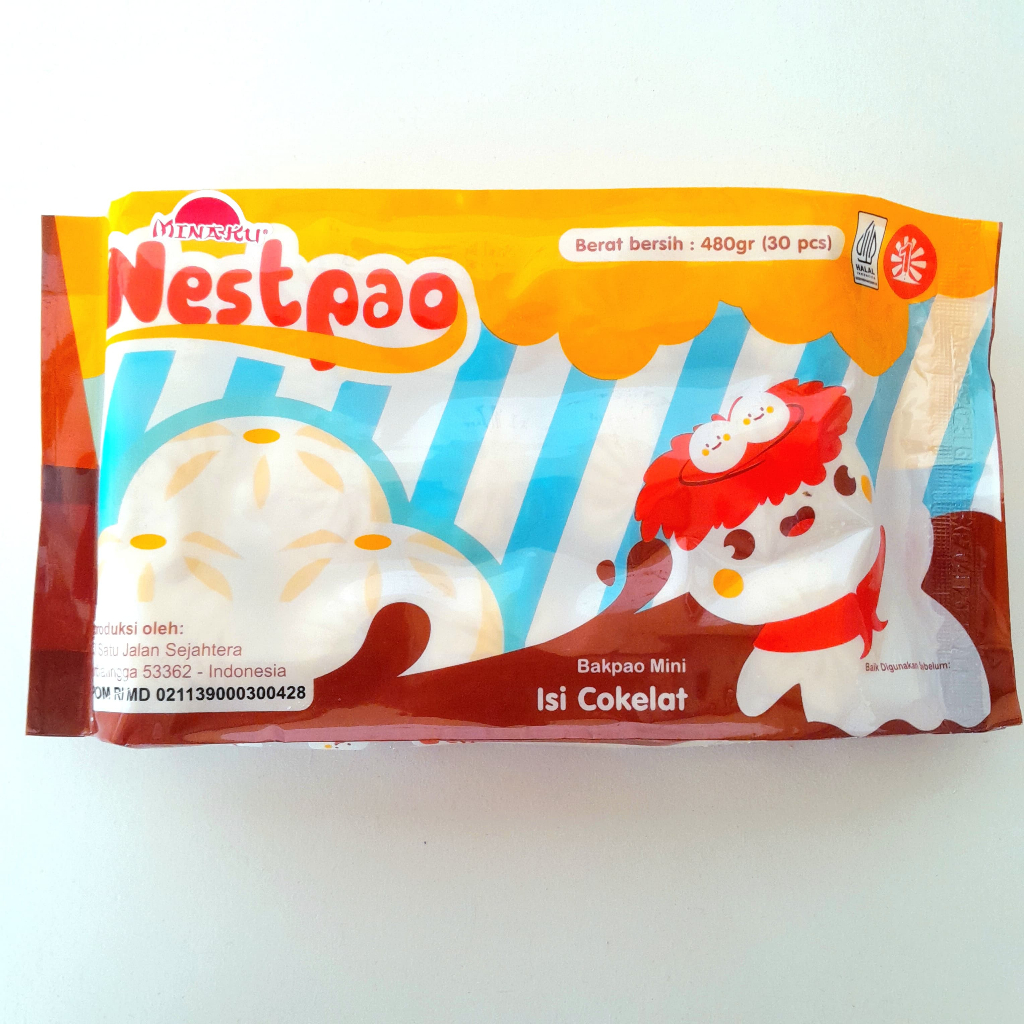 MINAKU®
Nestpao
Berat bersih : 480gr (30 pcs)
HALAL
Bakpao Mini
Isi Cokelat
Baik Digunakan Sebelum:
oduksi oleh:
Satu Jalan Sejahtera
53362 - Indonesia
POM RI MD 021139000300428